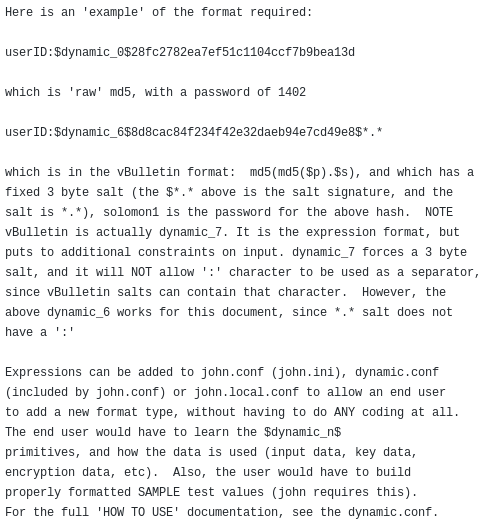 Here is an 'example' of the format required:
userID:$dynamic_0$28fc2782ea7ef51c1104ccf7b9bea13d
which is 'raw' md5, with a password of 1402
userID:$dynamic_6$8d8cac84f234f42e32daeb94e7cd49e8$*.*
which is in the vBulletin format:  md5(md5($p).$s), and which has a
fixed 3 byte salt (the $*.* above is the salt signature, and the
salt is *.*), solomon1 is the password for the above hash.  NOTE
vBulletin is actually dynamic_7. It is the expression format, but
puts to additional constraints on input. dynamic_7 forces a 3 byte
salt, and it will NOT allow ':' character to be used as a separator,
since vBulletin salts can contain that character.  However, the
above dynamic_6 works for this document, since *.* salt does not
have a ':'
Expressions can be added to john.conf (john.ini), dynamic.conf
(included by john.conf) or john.local.conf to allow an end user
to add a new format type, without having to do ANY coding at all.
The end user would have to learn the $dynamic_n$
primitives, and how the data is used (input data, key data,
encryption data, etc).  Also, the user would have to build
properly formatted SAMPLE test values (john requires this).
For the full 'HOW TO USE' documentation, see the dynamic.conf.